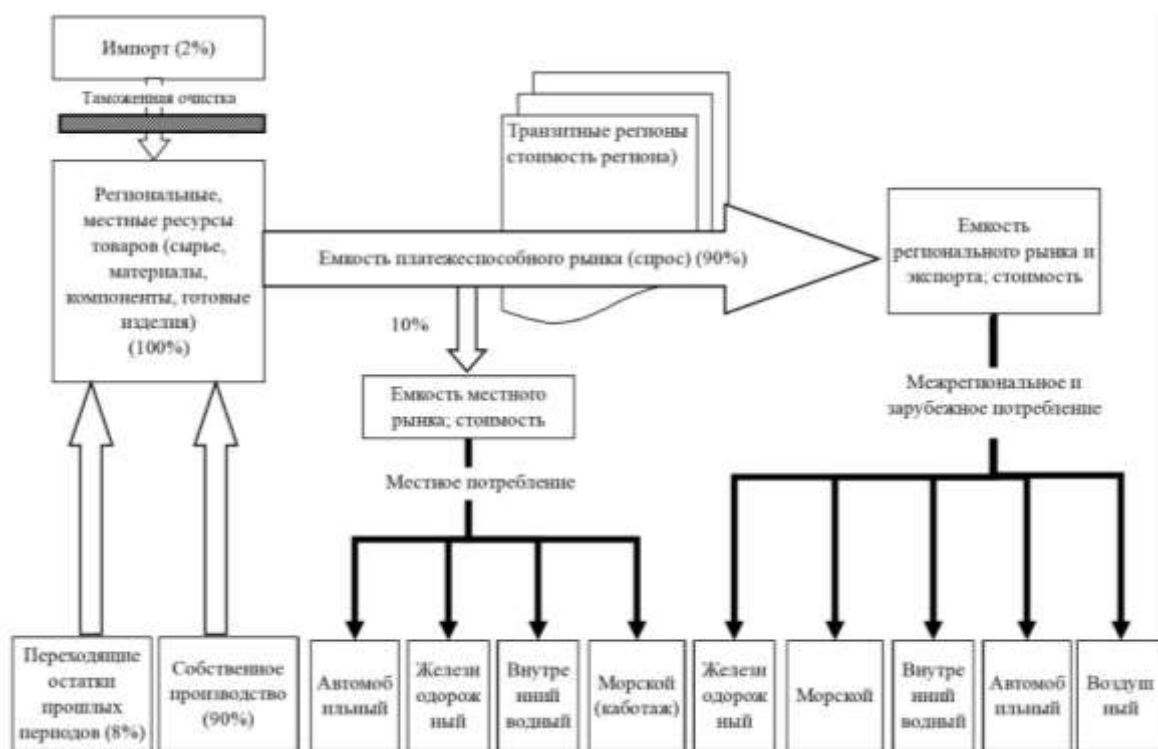 Импорт (2%)
Таможенная очистка
Региональные,
местные ресурсы
товаров (сырье,
материалы,
компоненты, готовые
изделия)
(100%)
Транзитные регионы
стоимость региона)
Емкость платежеспособного рынка (спрос) (90%)
Емкость
регионального рынка и
экспорта; стоимость
10%
Емкость местного
рынка; стоимость
Местное потребление
Межрегиональное и
зарубежное потребление
Переходящие
остатки
прошлых
периодов (8%)
Собственное
производство
(90%)
Автомоб
ильный
Железн
одорож
ный
Внутре
нний
водный
Морской
(каботаж)
Железн
одорож
ный
Морской
Внутре
нний
водный
Автомоб
ильный
Воздуш
ный